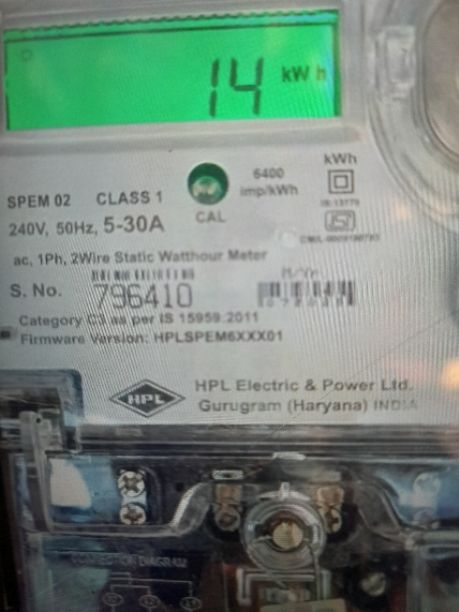 14 kWh
kWh
6400
imp/kWh
SPEM 02 CLASS 1
CAL
240V, 50Hz, 5-30A
ac, 1Ph, 2Wire Static Watthour Meter
S. No. 796410
Category C3 as per IS 15959:2011
Firmware Version: HPLSPEM6XXX01
HPL
HPL Electric & Power Ltd.
Gurugram (Haryana) INDIA
CONNECTION DIAGRAM